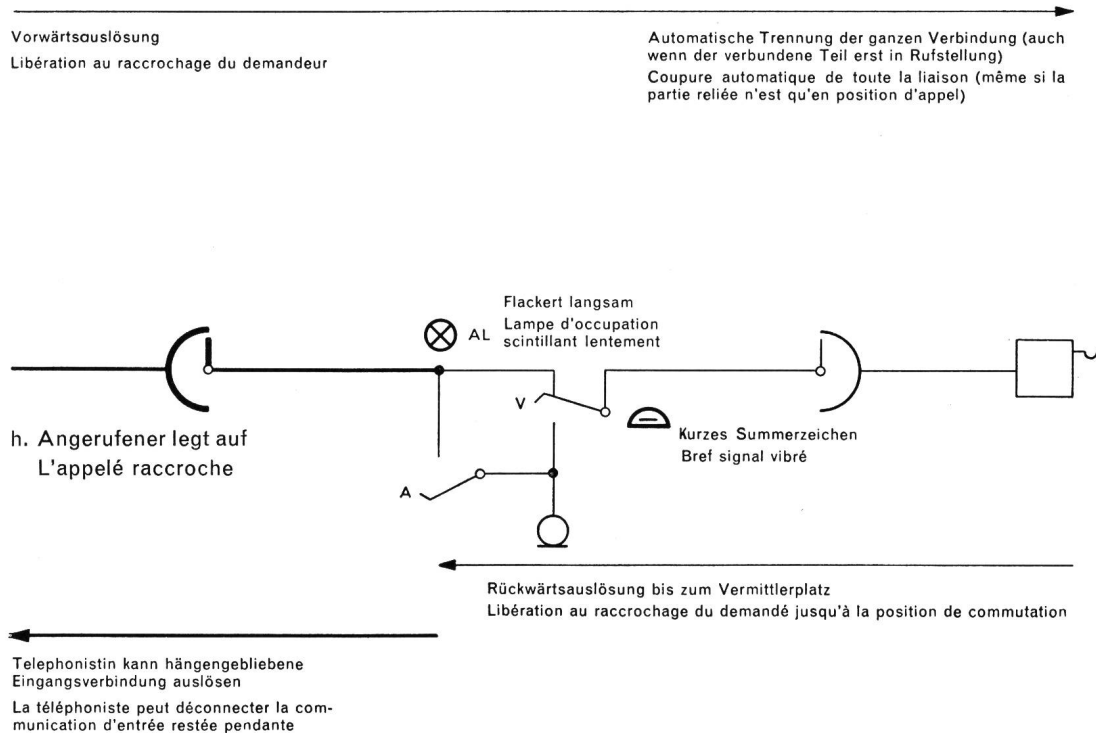 Vorwärtsauslösung
Libération au raccrochage du demandeur
Automatische Trennung der ganzen Verbindung (auch
wenn der verbundene Teil erst in Rufstellung)
Coupure automatique de toute la liaison (même si la
partie reliée n'est qu'en position d'appel)
Flackert langsam
Lampe d'occupation
scintillant lentement
AL
V
h. Angerufener legt auf
L'appelé raccroche
Kurzes Summerzeichen
Bref signal vibré
A
Rückwärtsauslösung bis zum Vermittlerplatz
Libération au raccrochage du demandé jusqu'à la position de commutation
Telephonistin kann hängengebliebene
Eingangsverbindung auslösen
La téléphoniste peut déconnecter la com-
munication d'entrée restée pendante